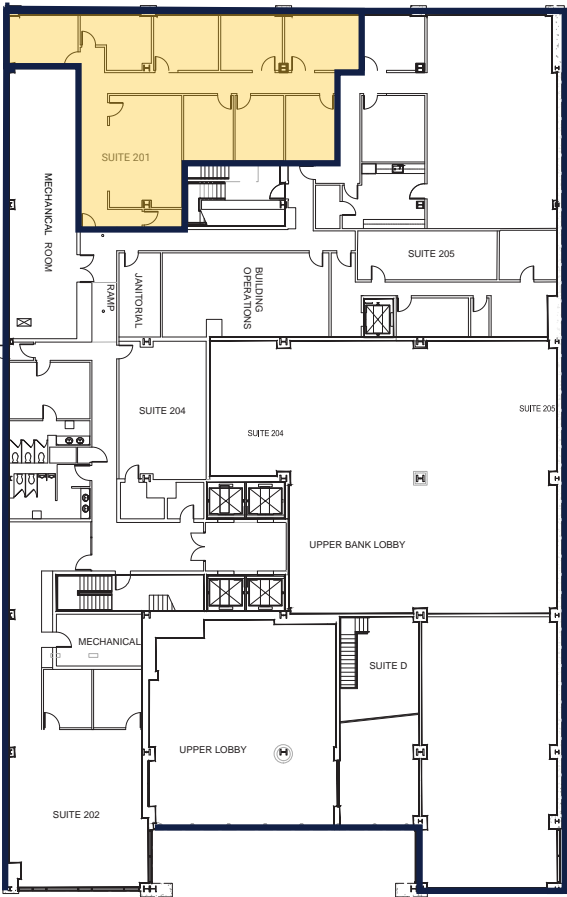 SUITE 201
MECHANICAL ROOM
SUITE 205
RAMP
JANITORIAL
BUILDING
OPERATIONS
SUITE 204
SUITE 204
SUITE 205
UPPER BANK LOBBY
MECHANICAL
SUITE D
UPPER LOBBY
SUITE 202